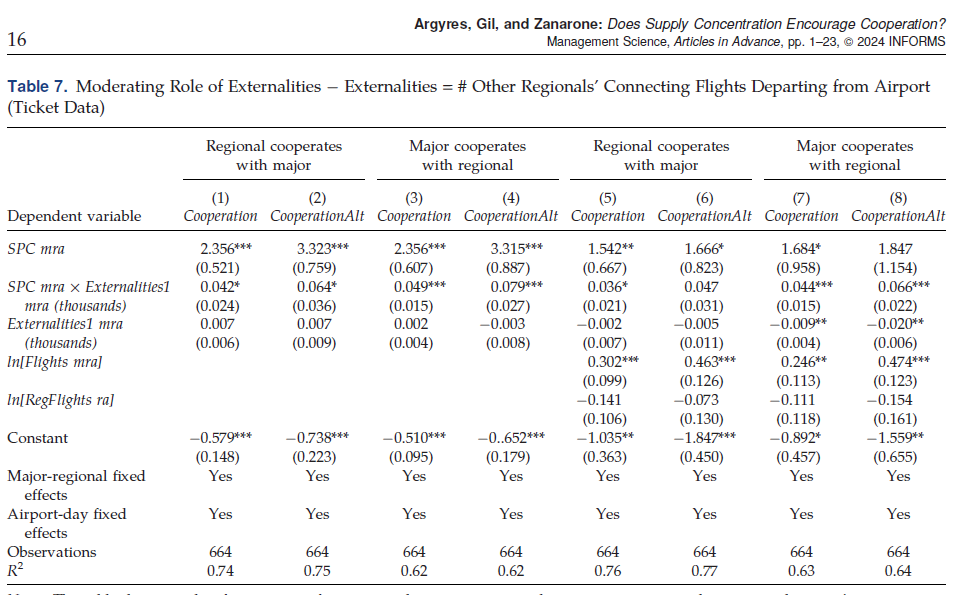 Argyres, Gil, and Zanarone: Does Supply Concentration Encourage Cooperation?
16 Management Science, Articles in Advance, pp. 1–23, © 2024 INFORMS
Table 7. Moderating Role of Externalities – Externalities = # Other Regionals’ Connecting Flights Departing from Airport
(Ticket Data)
Regional cooperates Major cooperates Regional cooperates Major cooperates
with major with regional with major with regional
(1) (2) (3) (4) (5) (6) (7) (8)
Dependent variable Cooperation CooperationAlt Cooperation CooperationAlt Cooperation CooperationAlt Cooperation CooperationAlt
SPC mra 2.356*** 3.323*** 2.356*** 3.315*** 1.542** 1.666* 1.684* 1.847
(0.521) (0.759) (0.607) (0.887) (0.667) (0.823) (0.958) (1.154)
SPC mra × Externalities1 0.042* 0.064* 0.049*** 0.079*** 0.036* 0.047 0.044*** 0.066***
mra (thousands) (0.024) (0.036) (0.015) (0.027) (0.021) (0.031) (0.015) (0.022)
Externalities1 mra 0.007 0.007 0.002 −0.003 −0.002 −0.005 −0.009** −0.020**
(thousands) (0.006) (0.009) (0.004) (0.008) (0.007) (0.011) (0.004) (0.006)
ln[Flights mra] 0.302*** 0.463*** 0.246** 0.474***
(0.099) (0.126) (0.113) (0.123)
ln[RegFlights ra] −0.141 −0.073 −0.111 −0.154
(0.106) (0.130) (0.118) (0.161)
Constant −0.579*** −0.738*** −0.510*** −0..652*** −1.035** −1.847*** −0.892* −1.559**
(0.148) (0.223) (0.095) (0.179) (0.363) (0.450) (0.457) (0.655)
Major-regional fixed Yes Yes Yes Yes Yes Yes Yes Yes
effects
Airport-day fixed Yes Yes Yes Yes Yes Yes Yes Yes
effects
Observations 664 664 664 664 664 664 664 664
R² 0.74 0.75 0.62 0.62 0.76 0.77 0.63 0.64